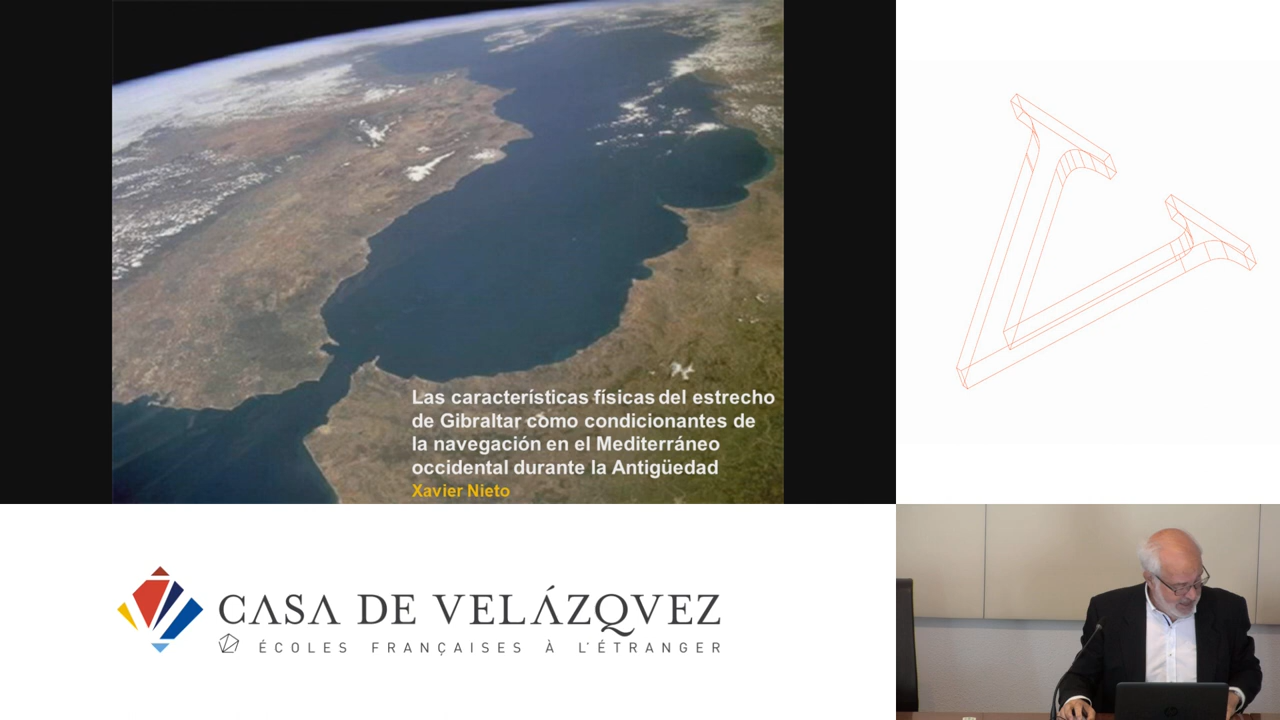 Las características físicas del estrecho
de Gibraltar como condicionantes de
la navegación en el Mediterráneo
occidental durante la Antigüedad
Xavier Nieto
CASA DE VELÁZQVEZ
ÉCOLES FRANÇAISES À L'ÉTRANGER